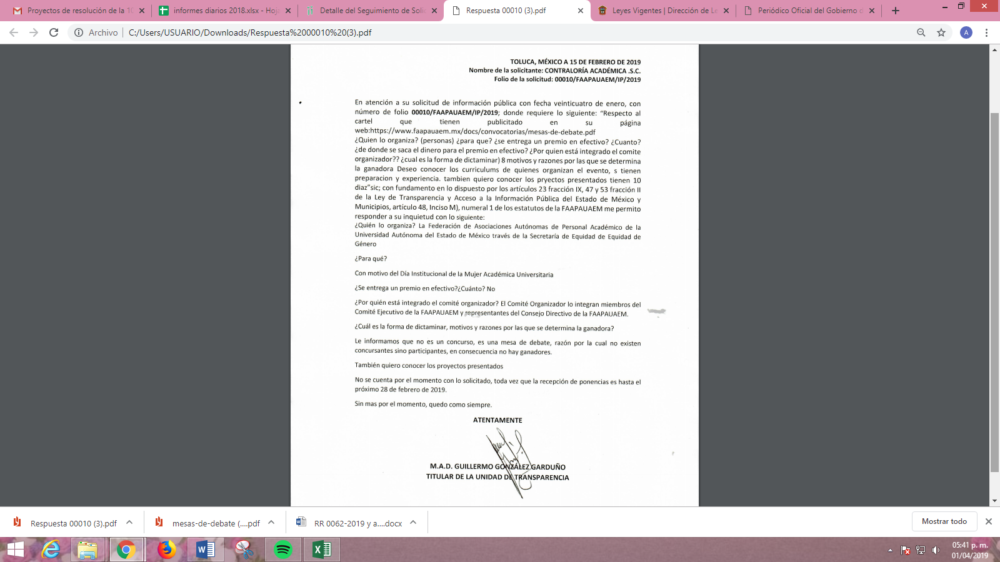 Proyectos de resolución de la 10
informes diarios 2018.xlsx - Hoja
Detalle del Seguimiento de Solic
Respuesta 00010 (3).pdf
Leyes Vigentes | Dirección de Le
Periódico Oficial del Gobierno d
Archivo
C:/Users/USUARIO/Downloads/Respuesta%2000010%20(3).pdf
A
TOLUCA, MÉXICO A 15 DE FEBRERO DE 2019
Nombre de la solicitante: CONTRALORÍA ACADÉMICA .S.C.
Folio de la solicitud: 00010/FAAPAUAEM/IP/2019
En atención a su solicitud de información pública con fecha veinticuatro de enero, con
número de folio 00010/FAAPAUAEM/IP/2019; donde requiere lo siguiente: “Respecto al
cartel que tienen publicitado en su página
web:https://www.faapauaem.mx/docs/convocatorias/mesas-de-debate.pdf
¿Quien lo organiza? (personas) ¿para que? ¿se entrega un premio en efectivo? ¿Cuanto?
¿de donde se saca el dinero para el premio en efectivo? ¿Por quien está integrado el comite
organizador?? ¿cual es la forma de dictaminar) 8 motivos y razones por las que se determina
la ganadora Deseo conocer los curriculums de quienes organizan el evento, s tienen
preparacion y experiencia. tambien quiero conocer los pryectos presentados tienen 10
diaz”sic; con fundamento en lo dispuesto por los artículos 23 fracción IX, 47 y 53 fracción II
de la Ley de Transparencia y Acceso a la Información Pública del Estado de México y
Municipios, artículo 48, Inciso M), numeral 1 de los estatutos de la FAAPAUAEM me permito
responder a su inquietud con lo siguiente:
¿Quién lo organiza? La Federación de Asociaciones Autónomas de Personal Académico de la
Universidad Autónoma del Estado de México través de la Secretaría de Equidad de Equidad de
Género
¿Para qué?
Con motivo del Día Institucional de la Mujer Académica Universitaria
¿Se entrega un premio en efectivo?¿Cuánto? No
¿Por quién está integrado el comité organizador? El Comité Organizador lo integran miembros del
Comité Ejecutivo de la FAAPAUAEM y representantes del Consejo Directivo de la FAAPAUAEM.
¿Cuál es la forma de dictaminar, motivos y razones por las que se determina la ganadora?
Le informamos que no es un concurso, es una mesa de debate, razón por la cual no existen
concursantes sino participantes, en consecuencia no hay ganadores.
También quiero conocer los proyectos presentados
No se cuenta por el momento con lo solicitado, toda vez que la recepción de ponencias es hasta el
próximo 28 de febrero de 2019.
Sin mas por el momento, quedo como siempre.
ATENTAMENTE
M.A.D. GUILLERMO GONZÁLEZ GARDUÑO
TITULAR DE LA UNIDAD DE TRANSPARENCIA
Respuesta 00010 (3).pdf
mesas-de-debate (....pdf
RR 0062-2019 y a....docx
Mostrar todo
05:41 p. m.
01/04/2019